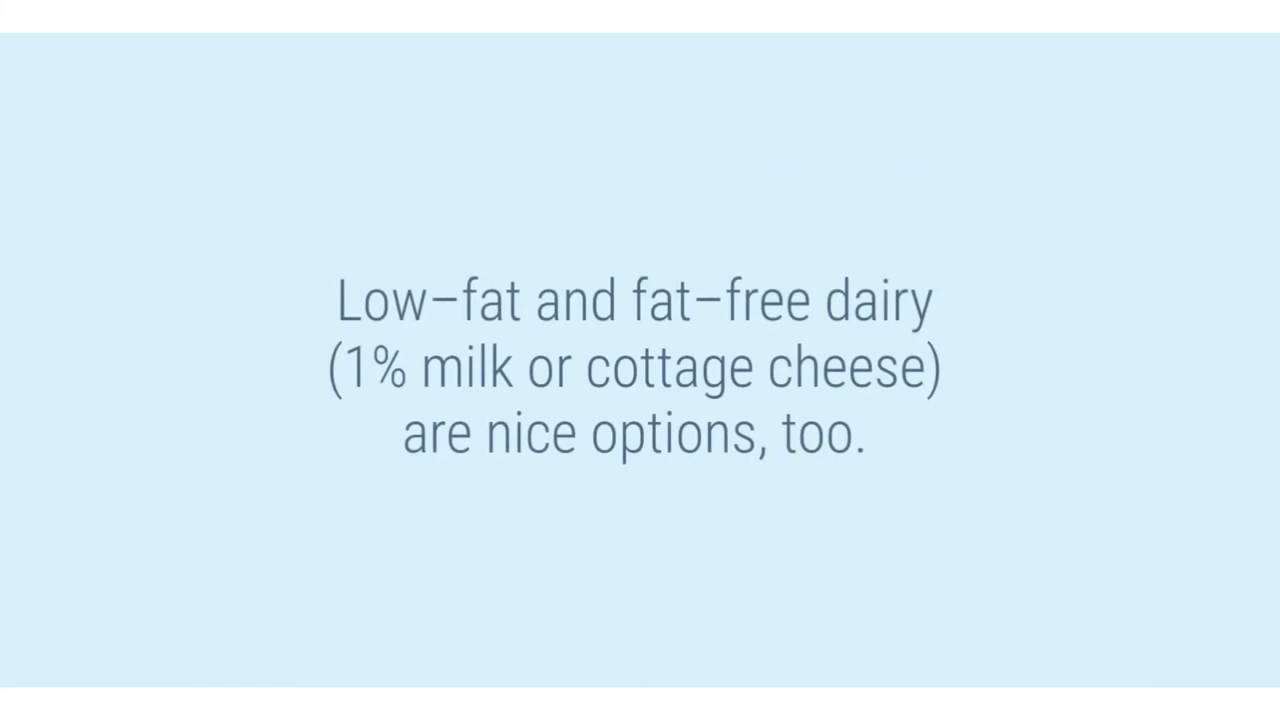 Low–fat and fat–free dairy
(1% milk or cottage cheese)
are nice options, too.